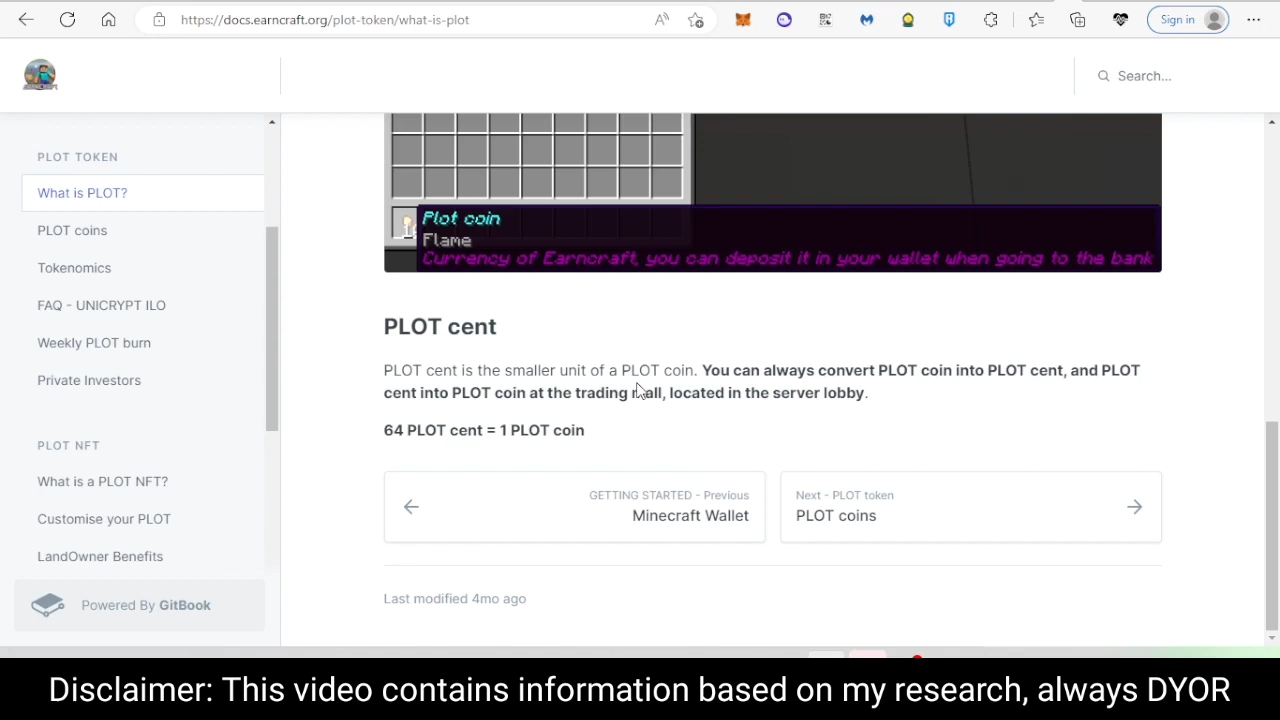 https://docs.earncraft.org/plot-token/what-is-plot
Sign in
Search...
PLOT TOKEN
What is PLOT?
PLOT coins
Tokenomics
FAQ - UNICRYPT ILO
Weekly PLOT burn
Private Investors
PLOT NFT
What is a PLOT NFT?
Customise your PLOT
LandOwner Benefits
Powered By GitBook
Plot coin
Flame
Currency of Earncraft, you can deposit it in your wallet when going to the bank
PLOT cent
PLOT cent is the smaller unit of a PLOT coin. You can always convert PLOT coin into PLOT cent, and PLOT
cent into PLOT coin at the trading mall, located in the server lobby.
64 PLOT cent = 1 PLOT coin
GETTING STARTED - Previous
Minecraft Wallet
Next - PLOT token
PLOT coins
Last modified 4mo ago
Disclaimer: This video contains information based on my research, always DYOR